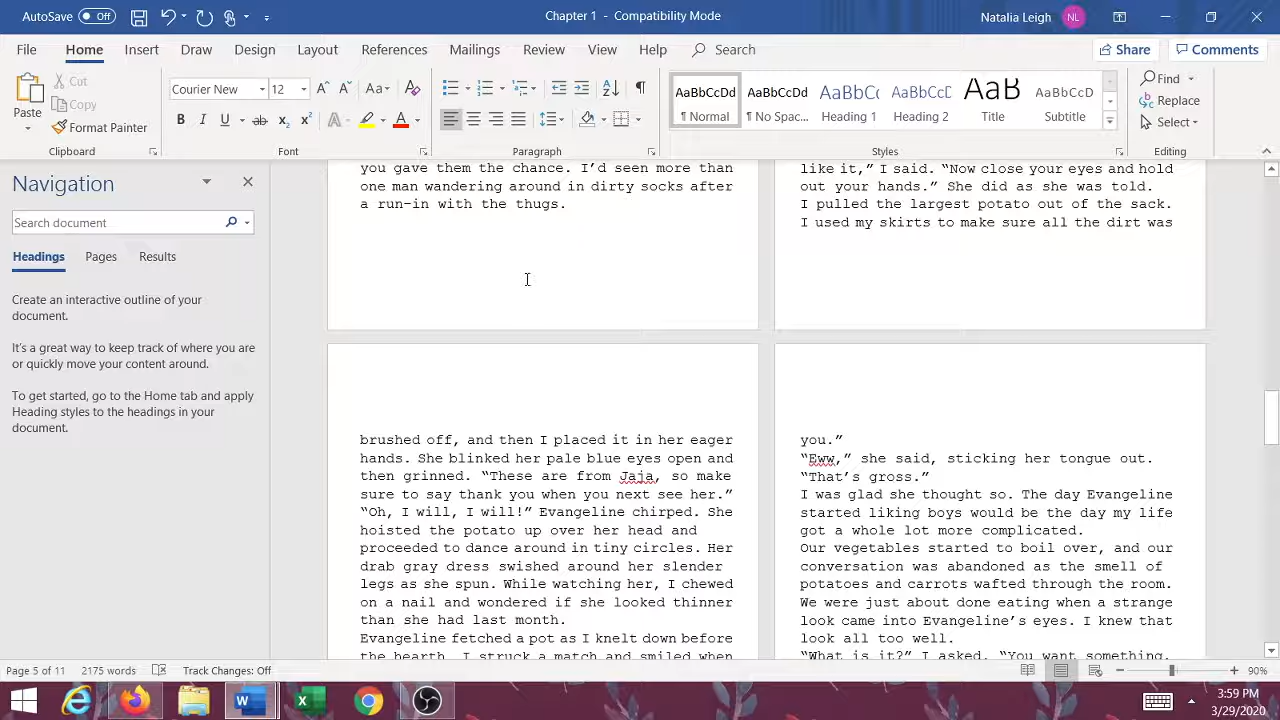 AutoSave Off
Chapter 1 - Compatibility Mode
Natalia Leigh NL
File Home Insert Draw Design Layout References Mailings Review View Help Search
Share Comments
Paste
Cut
Copy
Format Painter
Clipboard
Courier New 12
Aa
B I U ab x2 x2
A A
Font
Paragraph
AaBbCcDd AaBbCcDd AaBbCc AaBbCcD AaB AaBbCcD
¶ Normal ¶ No Spac... Heading 1 Heading 2 Title Subtitle
Styles
Find
Replace
Select
Editing
Navigation
Search document
Headings Pages Results
Create an interactive outline of your
document.
It’s a great way to keep track of where you are
or quickly move your content around.
To get started, go to the Home tab and apply
Heading styles to the headings in your
document.
you gave them the chance. I’d seen more than
one man wandering around in dirty socks after
a run-in with the thugs.
like it,” I said. “Now close your eyes and hold
out your hands.” She did as she was told.
I pulled the largest potato out of the sack.
I used my skirts to make sure all the dirt was
brushed off, and then I placed it in her eager
hands. She blinked her pale blue eyes open and
then grinned. “These are from Jaja, so make
sure to say thank you when you next see her.”
“Oh, I will, I will!” Evangeline chirped. She
hoisted the potato up over her head and
proceeded to dance around in tiny circles. Her
drab gray dress swished around her slender
legs as she spun. While watching her, I chewed
on a nail and wondered if she looked thinner
than she had last month.
Evangeline fetched a pot as I knelt down before
the hearth. I struck a match and smiled when
you.”
“Eww,” she said, sticking her tongue out.
“That’s gross.”
I was glad she thought so. The day Evangeline
started liking boys would be the day my life
got a whole lot more complicated.
Our vegetables started to boil over, and our
conversation was abandoned as the smell of
potatoes and carrots wafted through the room.
We were just about done eating when a strange
look came into Evangeline’s eyes. I knew that
look all too well.
“What is it?” I asked. “You want something,
Page 5 of 11 2175 words Track Changes: Off
90%
3:59 PM
3/29/2020